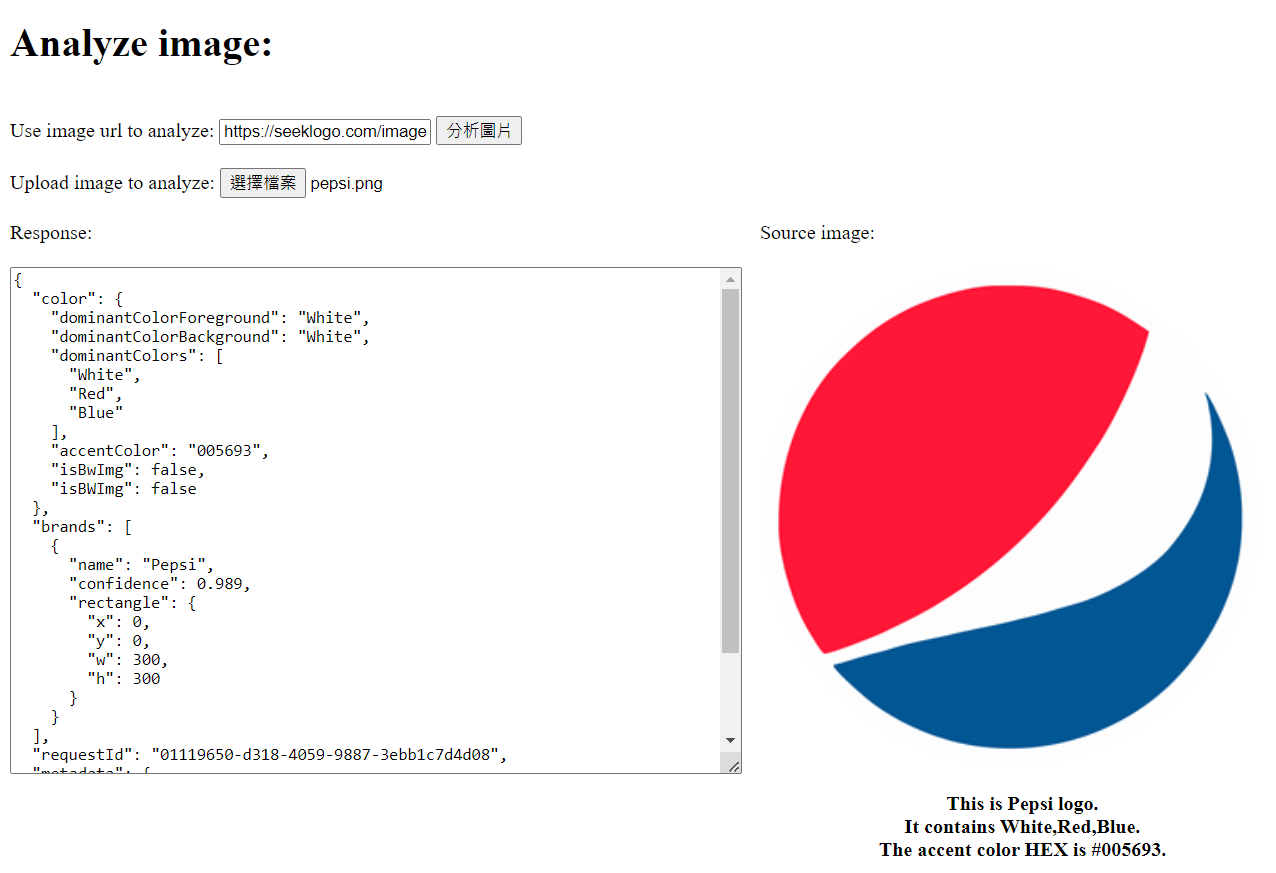 Analyze image:
Use image url to analyze: https://seeklogo.com/image 分析圖片
Upload image to analyze: 選擇檔案 pepsi.png
Response:
Source image:
{
"color": {
"dominantColorForeground": "White",
"dominantColorBackground": "White",
"dominantColors": [
"White",
"Red",
"Blue"
],
"accentColor": "005693",
"isBwImg": false,
"isBWImg": false
},
"brands": [
{
"name": "Pepsi",
"confidence": 0.989,
"rectangle": {
"x": 0,
"y": 0,
"w": 300,
"h": 300
}
}
],
"requestId": "01119650-d318-4059-9887-3ebb1c7d4d08",
"metadata": {
This is Pepsi logo.
It contains White,Red,Blue.
The accent color HEX is #005693.